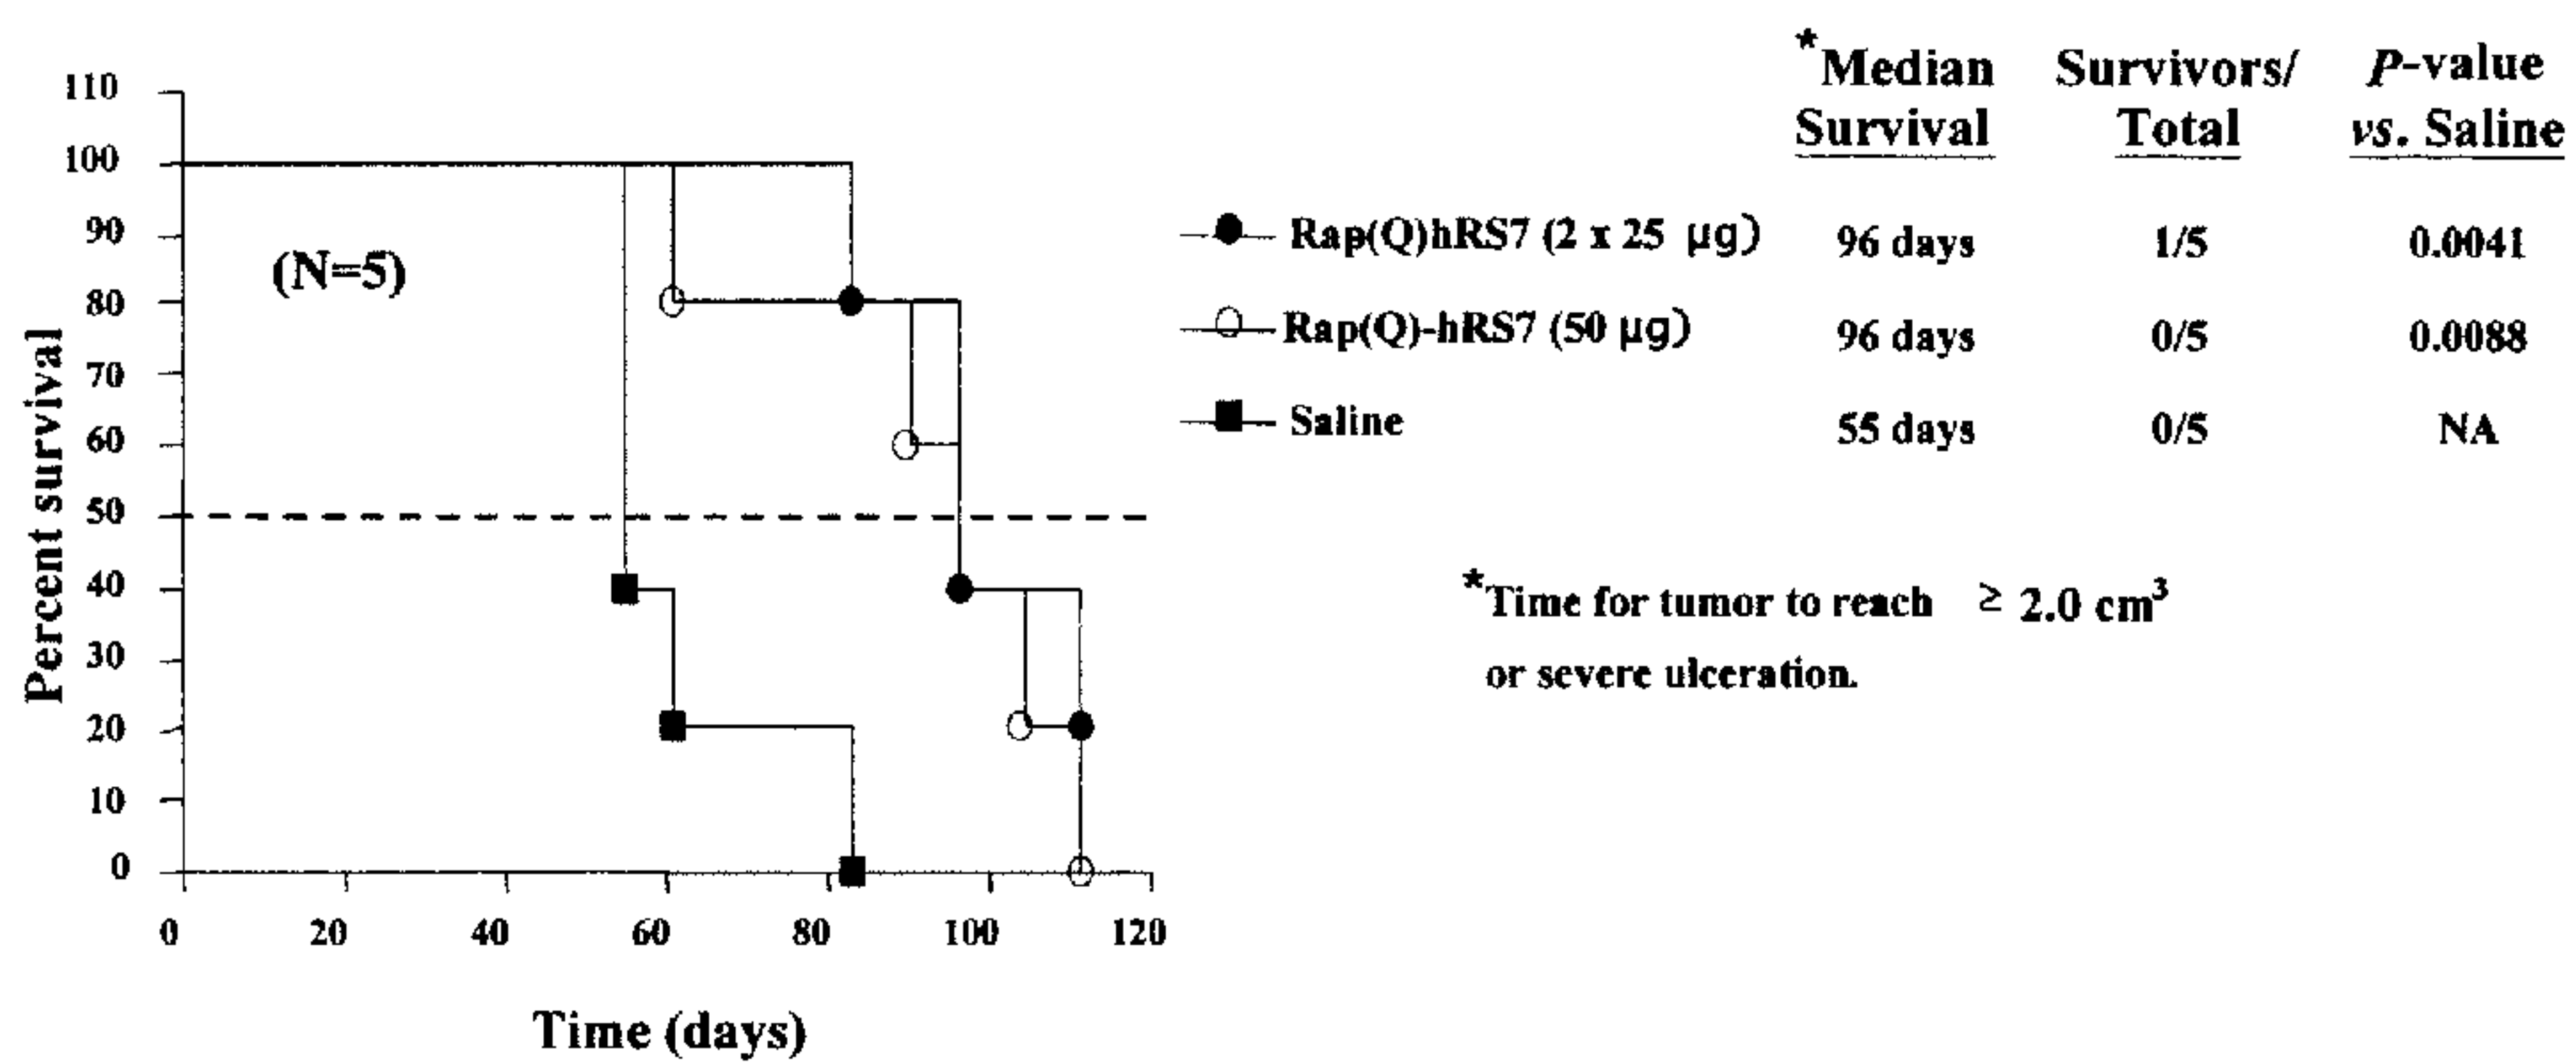 110
100
90
80
70
60
50
40
30
20
10
0
Percent survival
(N=5)
0 20 40 60 80 100 120
Time (days)
*Median Survivors/ P-value
Survival Total vs. Saline
Rap(Q)hRS7 (2 x 25 μg) 96 days 1/5 0.0041
Rap(Q)-hRS7 (50 μg) 96 days 0/5 0.0088
Saline 55 days 0/5 NA
*Time for tumor to reach ≥ 2.0 cm³
or severe ulceration.